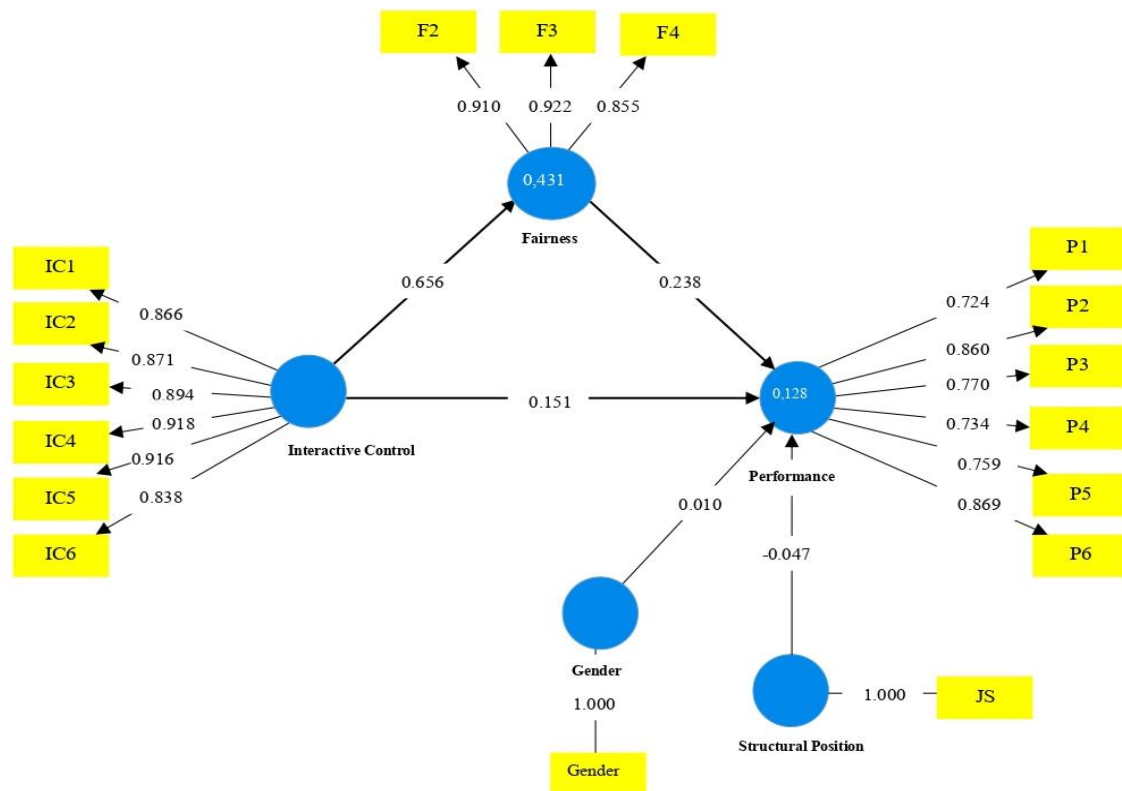 F2
F3
F4
0.910
0.922
0.855
0,431
Fairness
0.656
0.238
IC1
IC2
IC3
IC4
IC5
IC6
0.866
0.871
0.894
0.918
0.916
0.838
Interactive Control
0.151
0,128
Performance
0.724
0.860
0.770
0.734
0.759
0.869
P1
P2
P3
P4
P5
P6
0.010
-0.047
Gender
1.000
Gender
Structural Position
1.000
JS